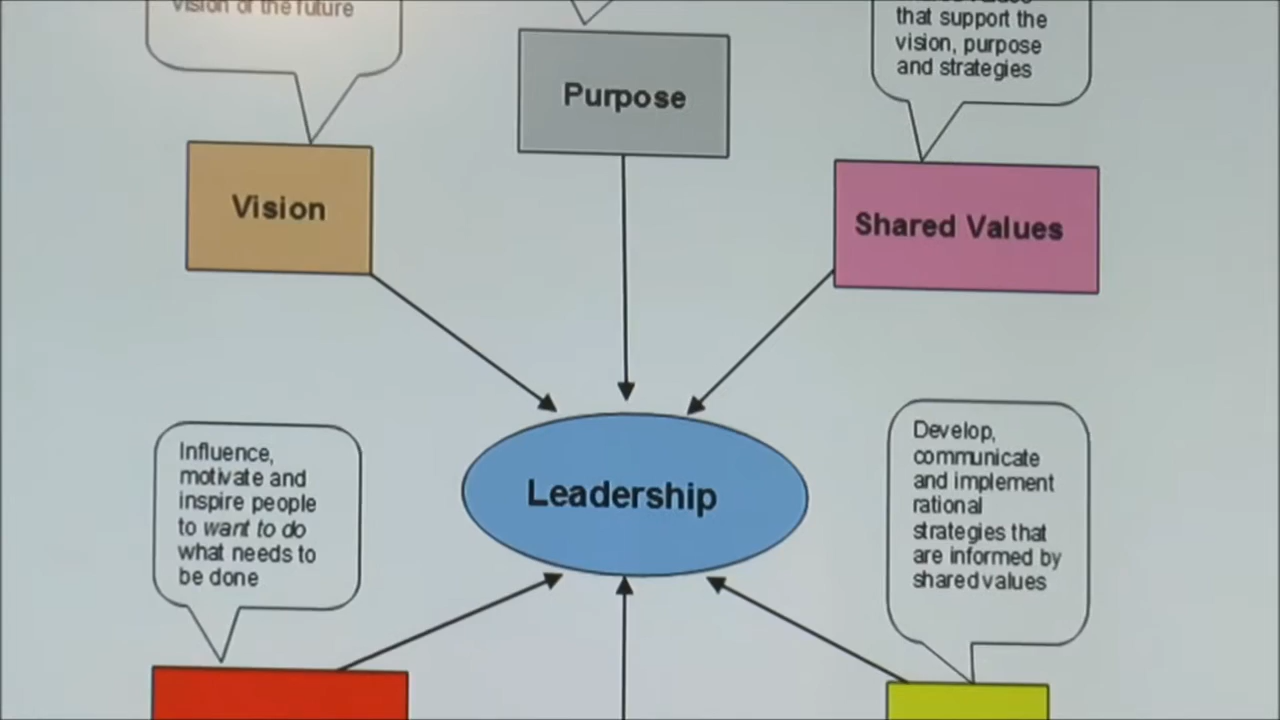 vision of the future
that support the
vision, purpose
and strategies
Purpose
Vision
Shared Values
Influence,
motivate and
inspire people
to want to do
what needs to
be done
Leadership
Develop,
communicate
and implement
rational
strategies that
are informed by
shared values